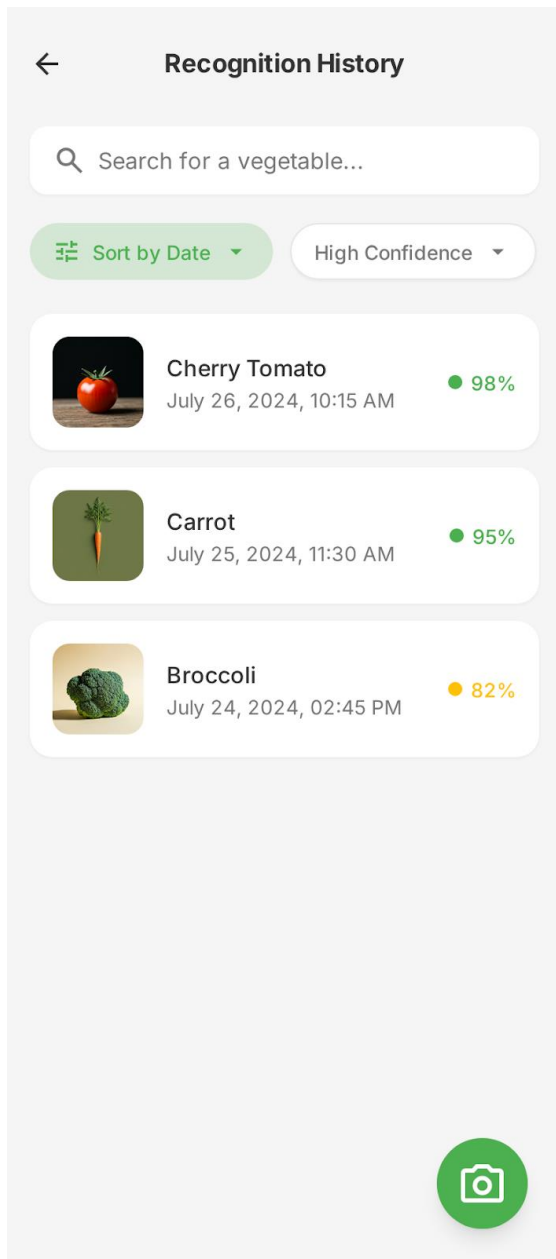 Recognition History
Search for a vegetable...
Sort by Date
High Confidence
Cherry Tomato
July 26, 2024, 10:15 AM
98%
Carrot
July 25, 2024, 11:30 AM
95%
Broccoli
July 24, 2024, 02:45 PM
82%